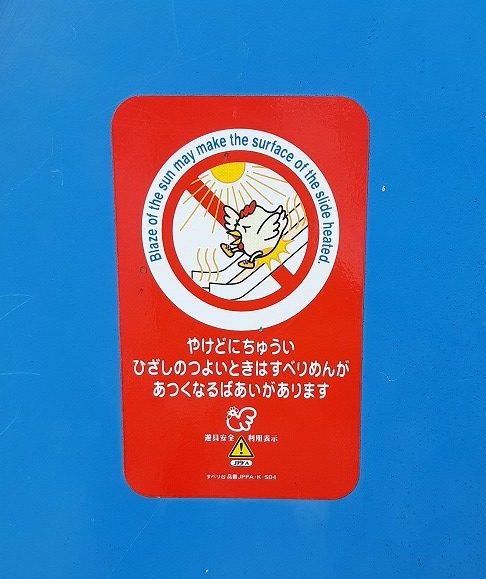 Blaze of the sun may make the surface of the slide heated.
やけどにちゅうい
ひざしのつよいときはすべりめんが
あつくなるばあいがあります
遊具安全 利用表示
JPFA
すべり台 品番JPFA-K-S04